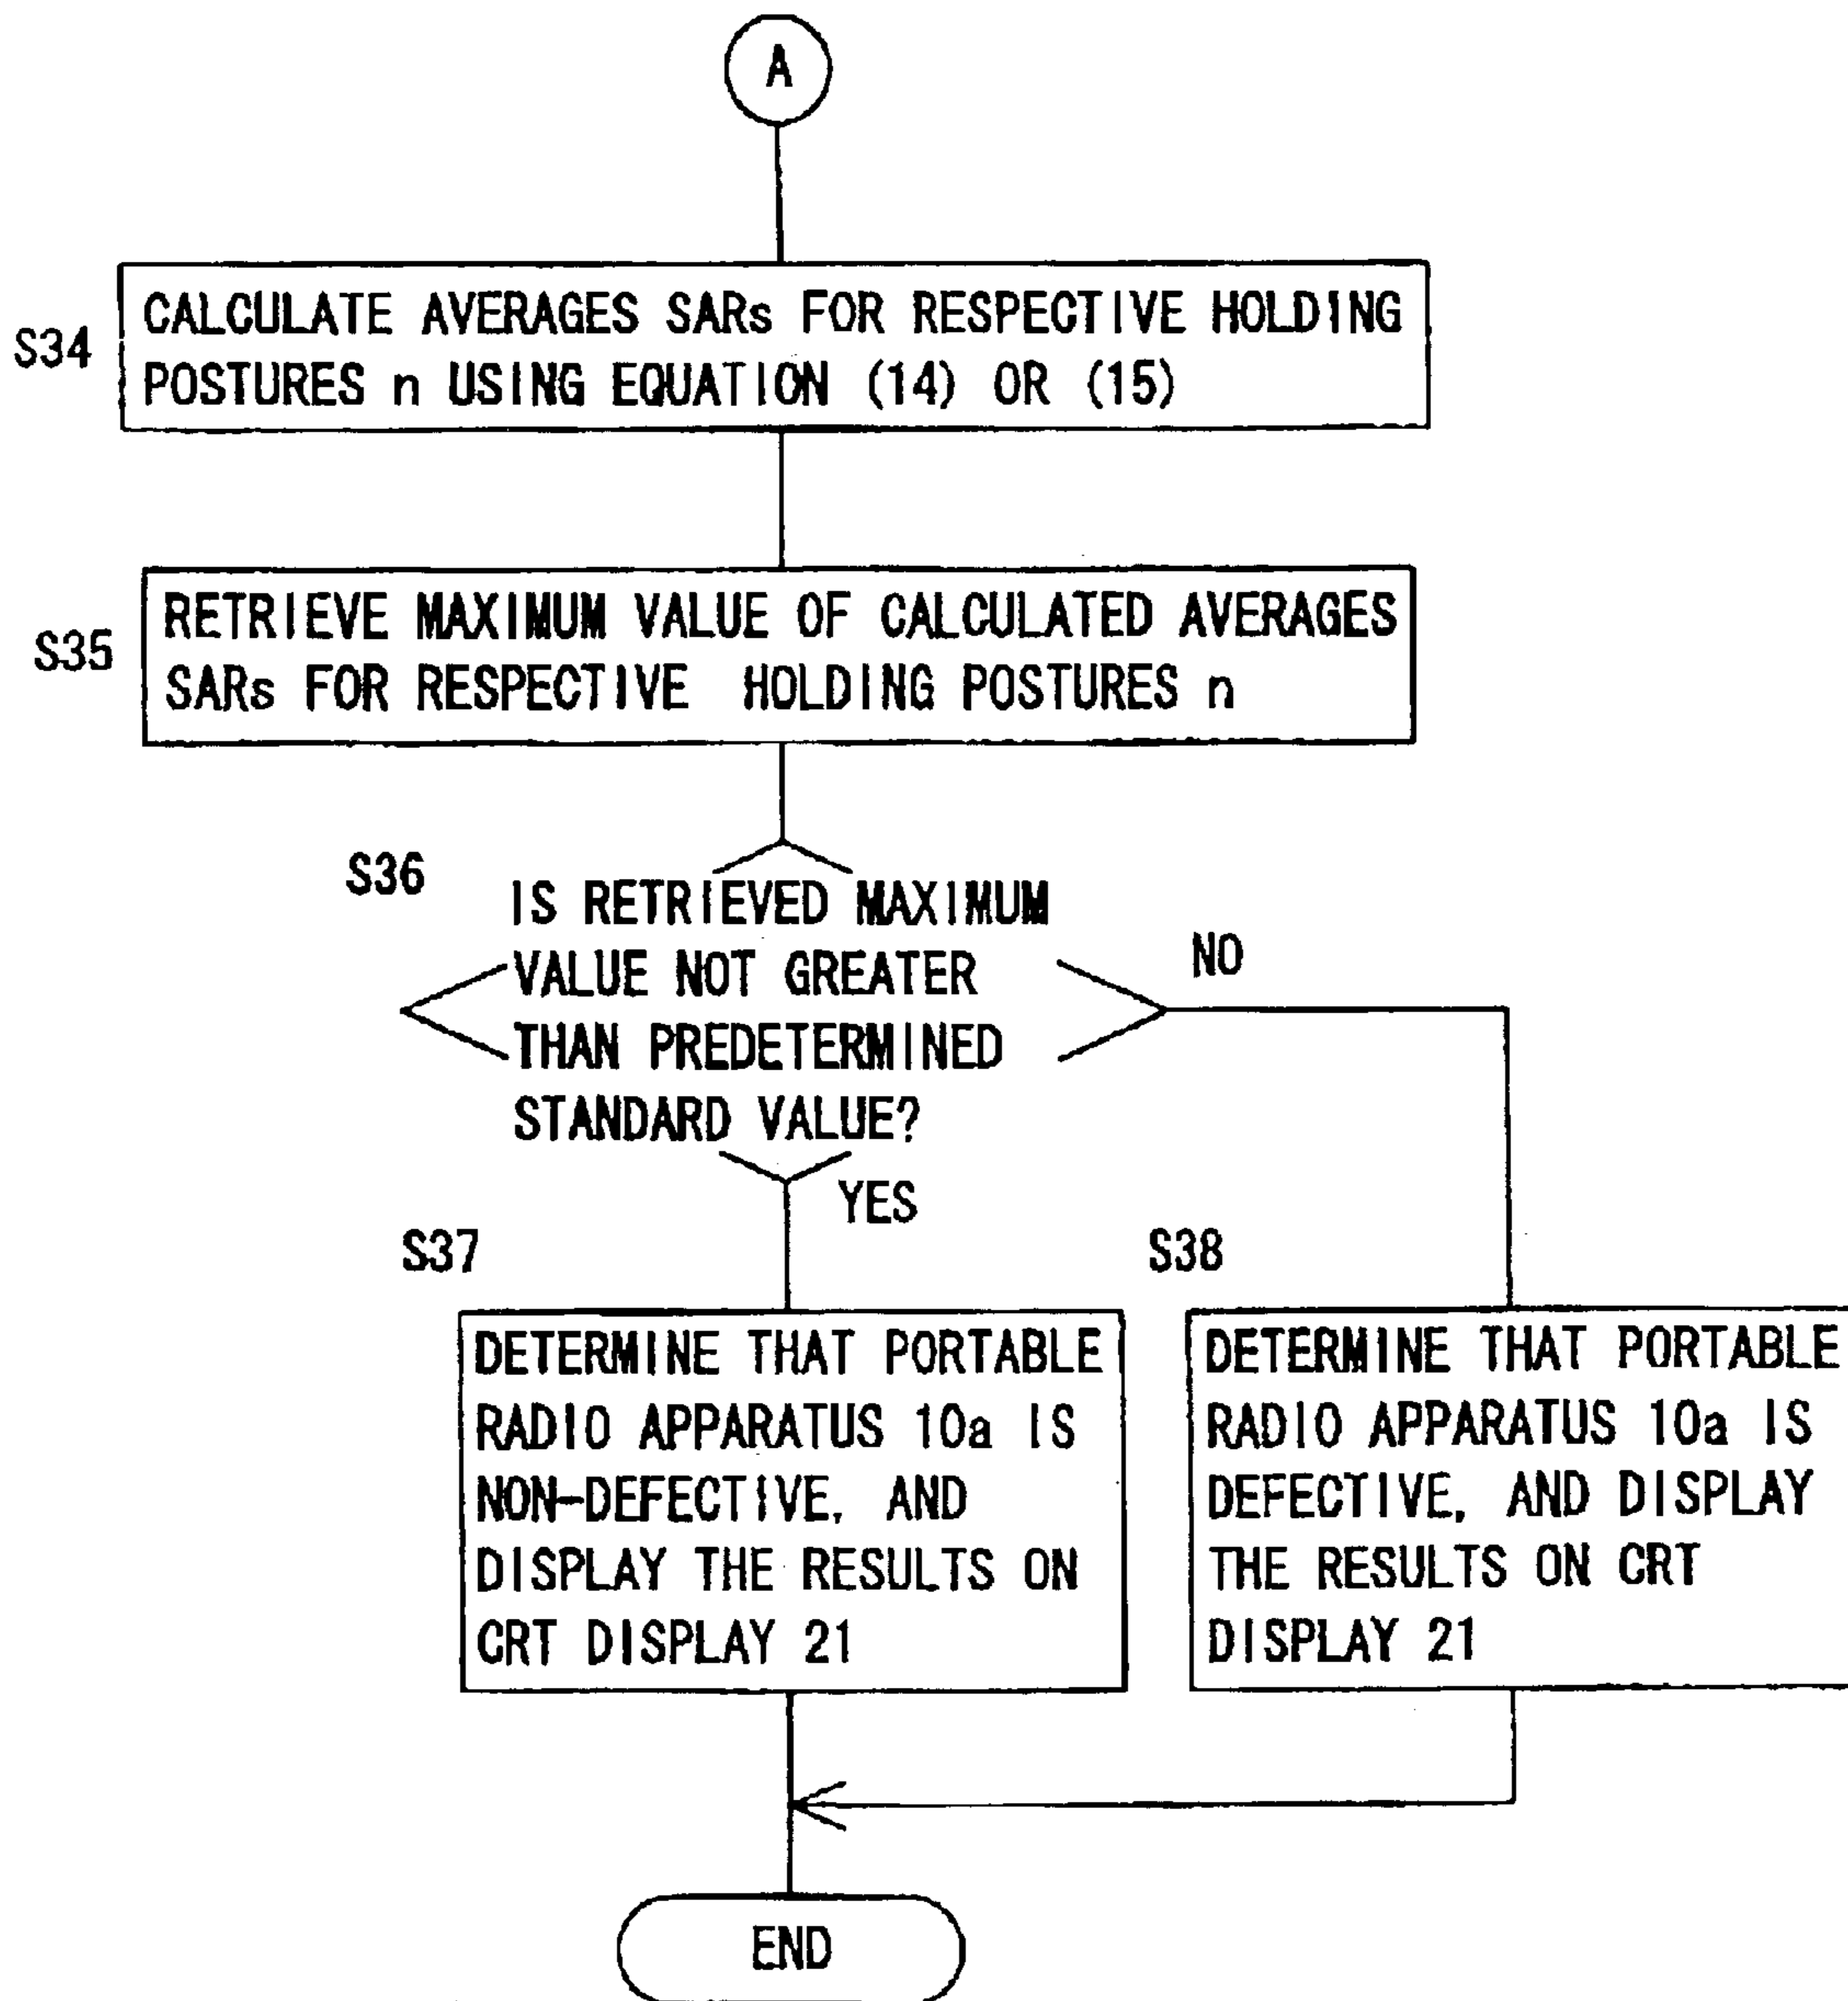 A
S34
CALCULATE AVERAGES SARs FOR RESPECTIVE HOLDING
POSTURES n USING EQUATION (14) OR (15)
S35
RETRIEVE MAXIMUM VALUE OF CALCULATED AVERAGES
SARs FOR RESPECTIVE HOLDING POSTURES n
S36
IS RETRIEVED MAXIMUM
VALUE NOT GREATER
THAN PREDETERMINED
STANDARD VALUE?
NO
YES
S37
DETERMINE THAT PORTABLE
RADIO APPARATUS 10a IS
NON-DEFECTIVE, AND
DISPLAY THE RESULTS ON
CRT DISPLAY 21
S38
DETERMINE THAT PORTABLE
RADIO APPARATUS 10a IS
DEFECTIVE, AND DISPLAY
THE RESULTS ON CRT
DISPLAY 21
END